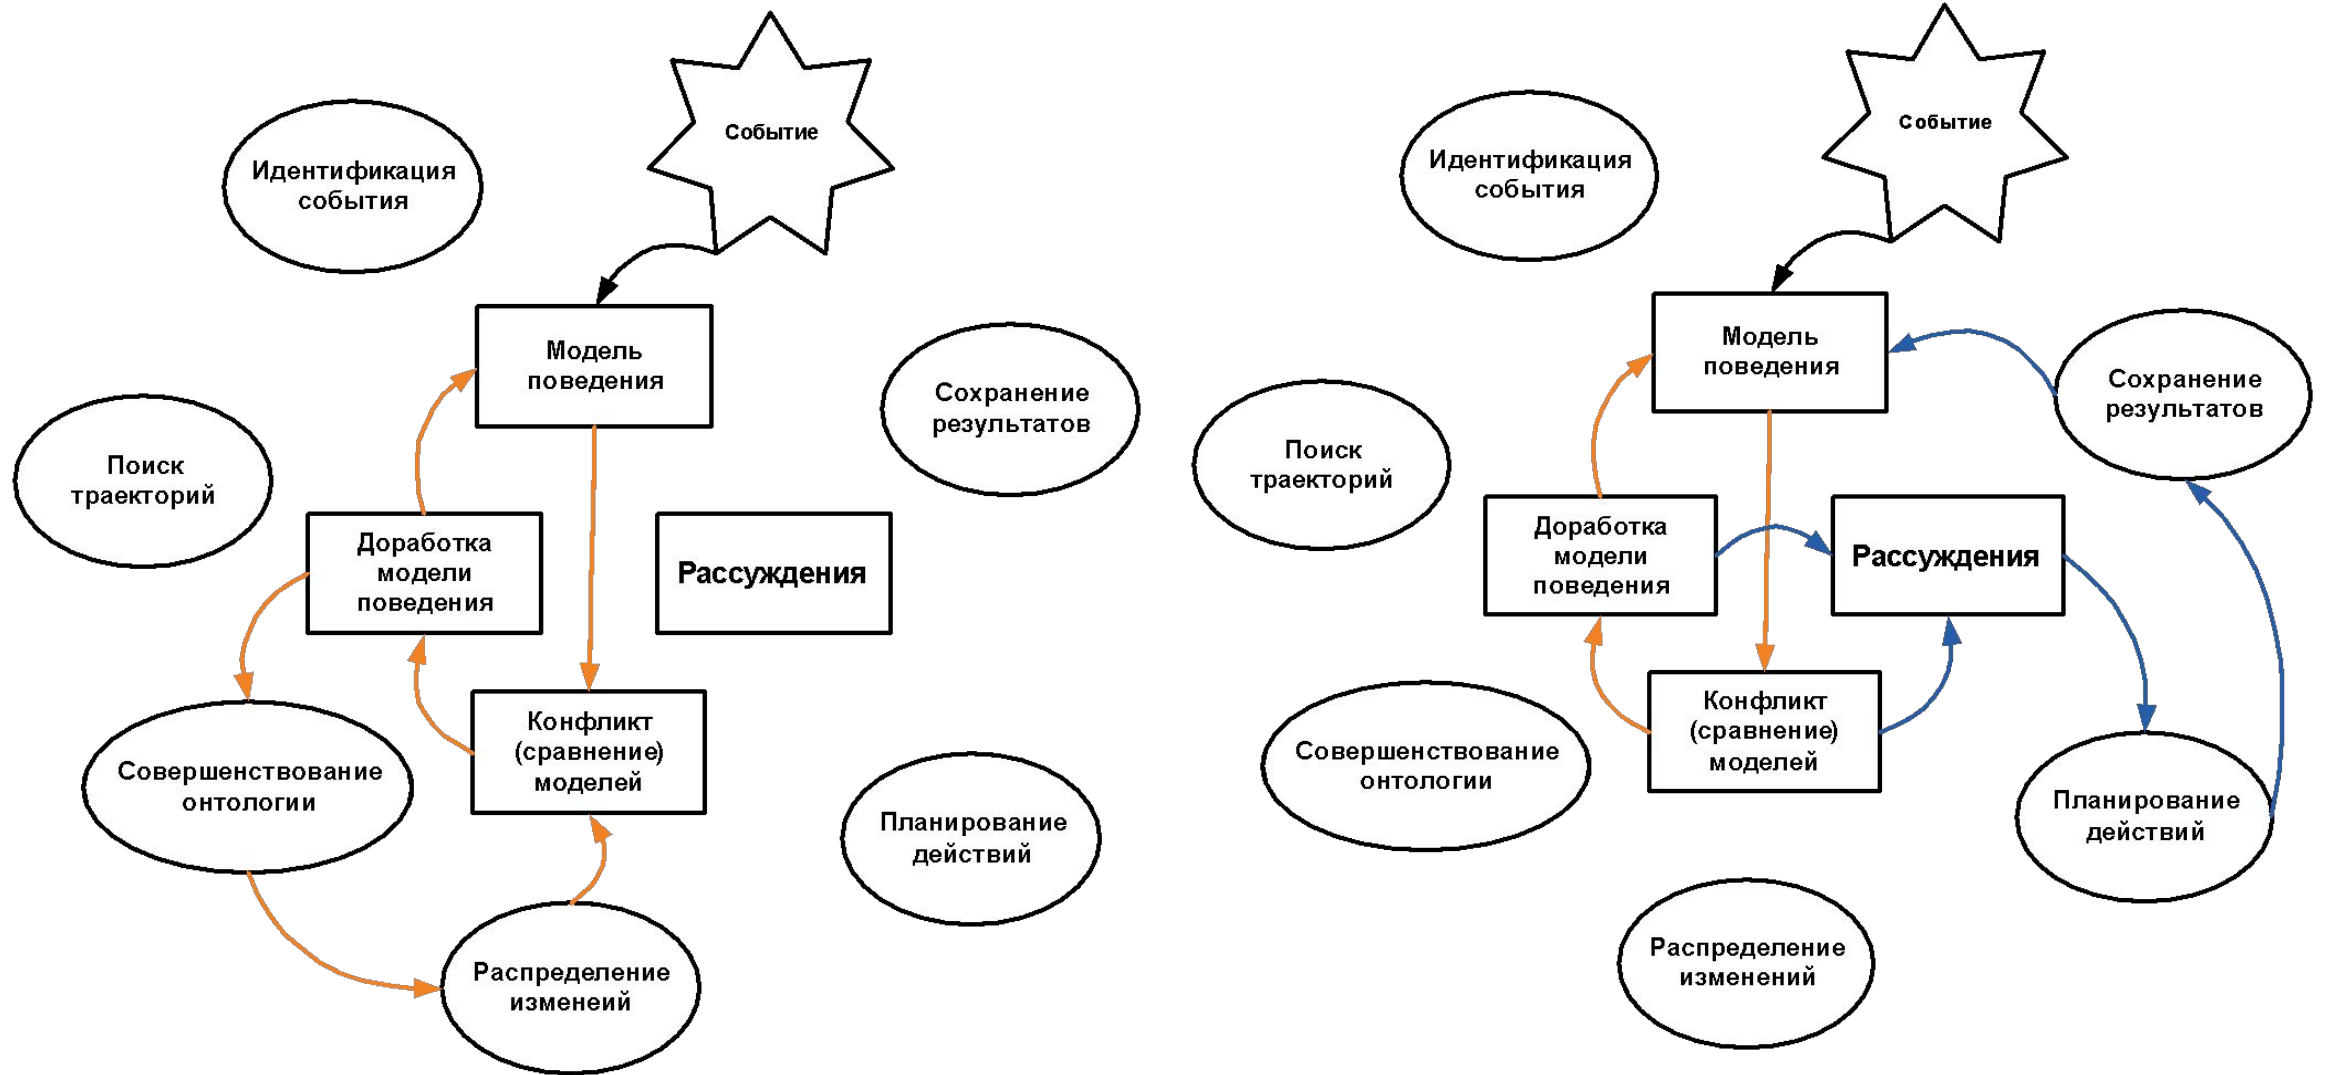 Событие
Идентификация
события
Модель
поведения
Сохранение
результатов
Поиск
траекторий
Доработка
модели
поведения
Рассуждения
Конфликт
(сравнение)
моделей
Совершенствование
онтологии
Планирование
действий
Распределение
изменеий
Событие
Идентификация
события
Модель
поведения
Сохранение
результатов
Поиск
траекторий
Доработка
модели
поведения
Рассуждения
Конфликт
(сравнение)
моделей
Совершенствование
онтологии
Планирование
действий
Распределение
изменений